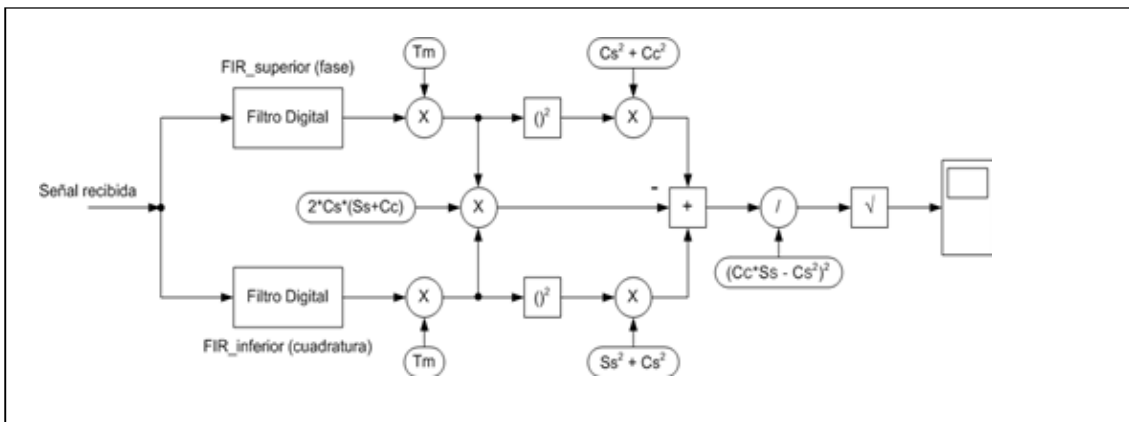 Tm
Cs² + Cc²
FIR_superior (fase)
Filtro Digital
X
()²
X
Señal recibida
2*Cs*(Ss+Cc)
X
-
+
/
√
(Cc*Ss - Cs²)²
Filtro Digital
X
()²
X
FIR_inferior (cuadratura)
Tm
Ss² + Cs²